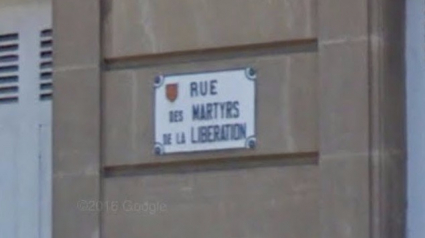 RUE
DES MARTYRS
DE LA LIBERATION
©2016 Google